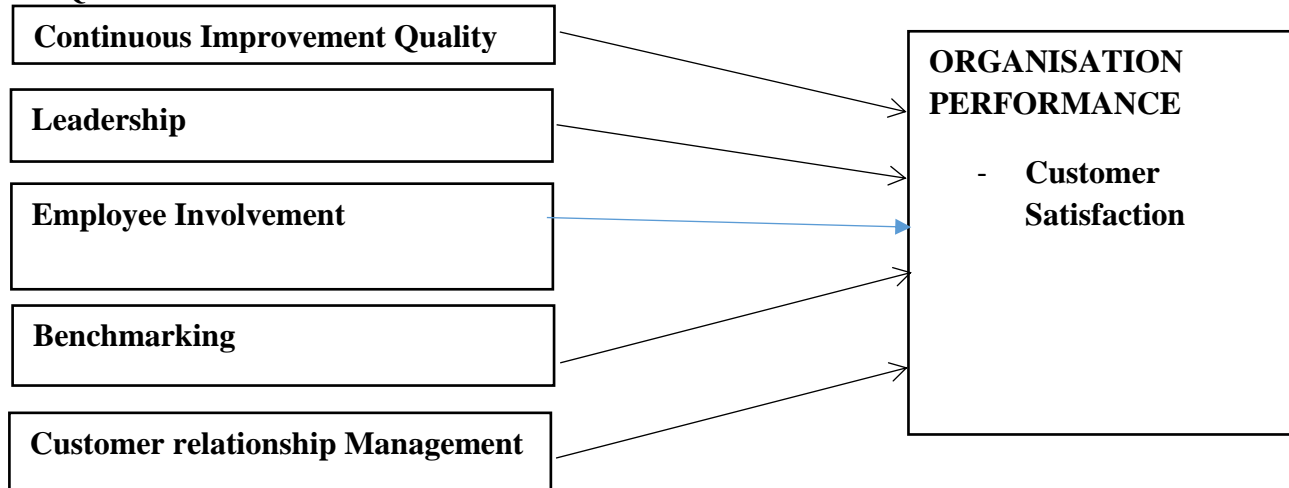 Continuous Improvement Quality
Leadership
Employee Involvement
Benchmarking
Customer relationship Management
ORGANISATION
PERFORMANCE
- Customer
Satisfaction